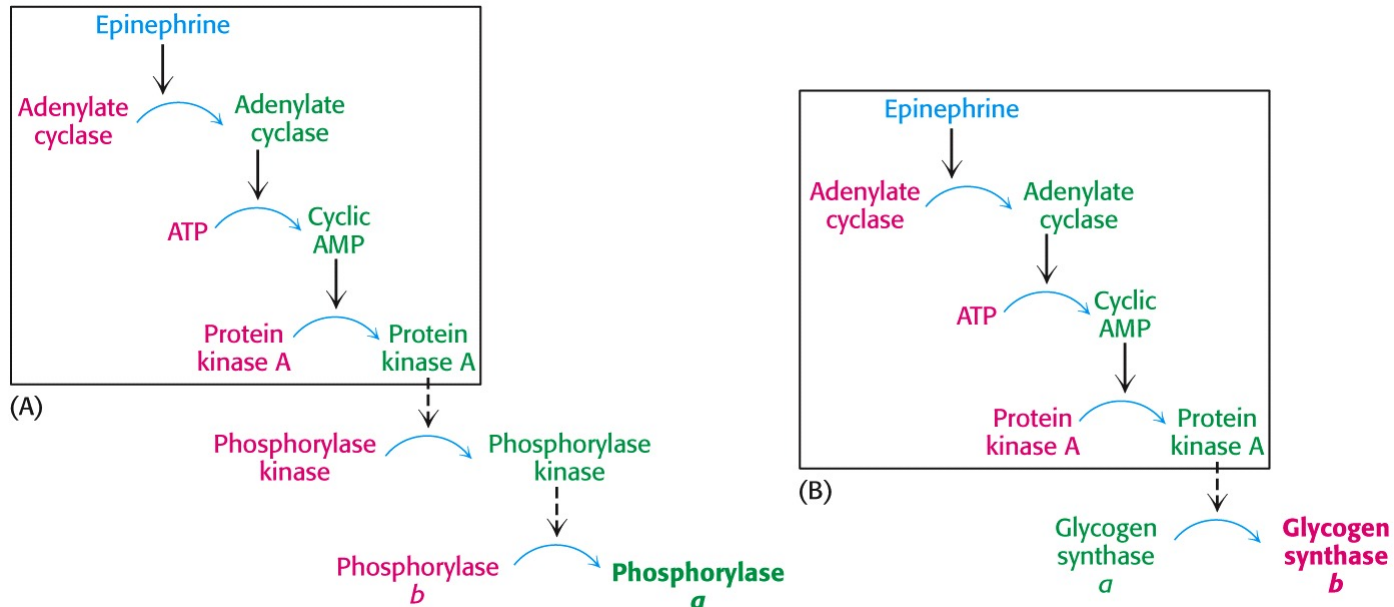 Epinephrine
Adenylate
cyclase
Adenylate
cyclase
ATP
Cyclic
AMP
Protein
kinase A
Protein
kinase A
(A)
Phosphorylase
kinase
Phosphorylase
kinase
Phosphorylase
b
Phosphorylase
a
Epinephrine
Adenylate
cyclase
Adenylate
cyclase
ATP
Cyclic
AMP
Protein
kinase A
Protein
kinase A
(B)
Glycogen
synthase
a
Glycogen
synthase
b